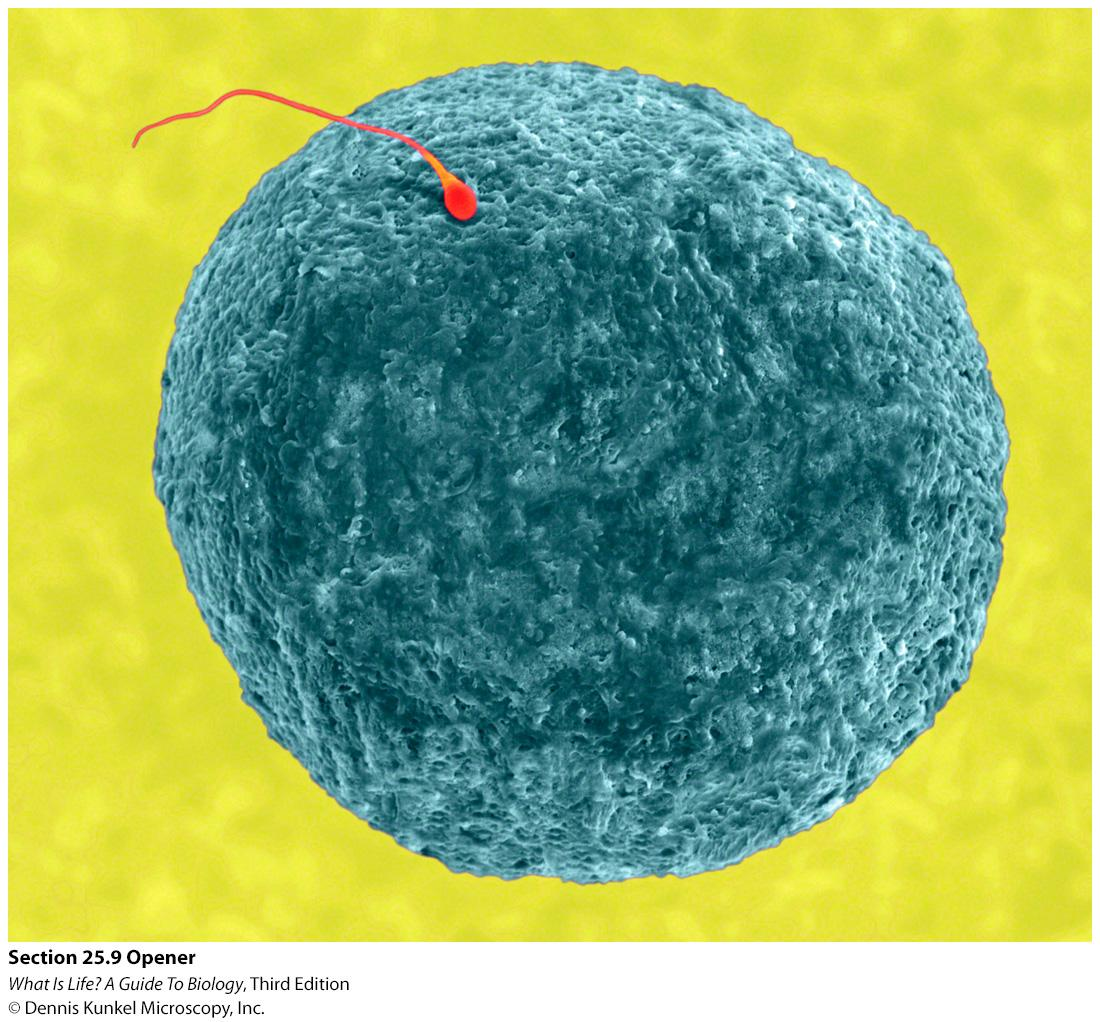 Section 25.9 Opener
What Is Life? A Guide To Biology, Third Edition
© Dennis Kunkel Microscopy, Inc.